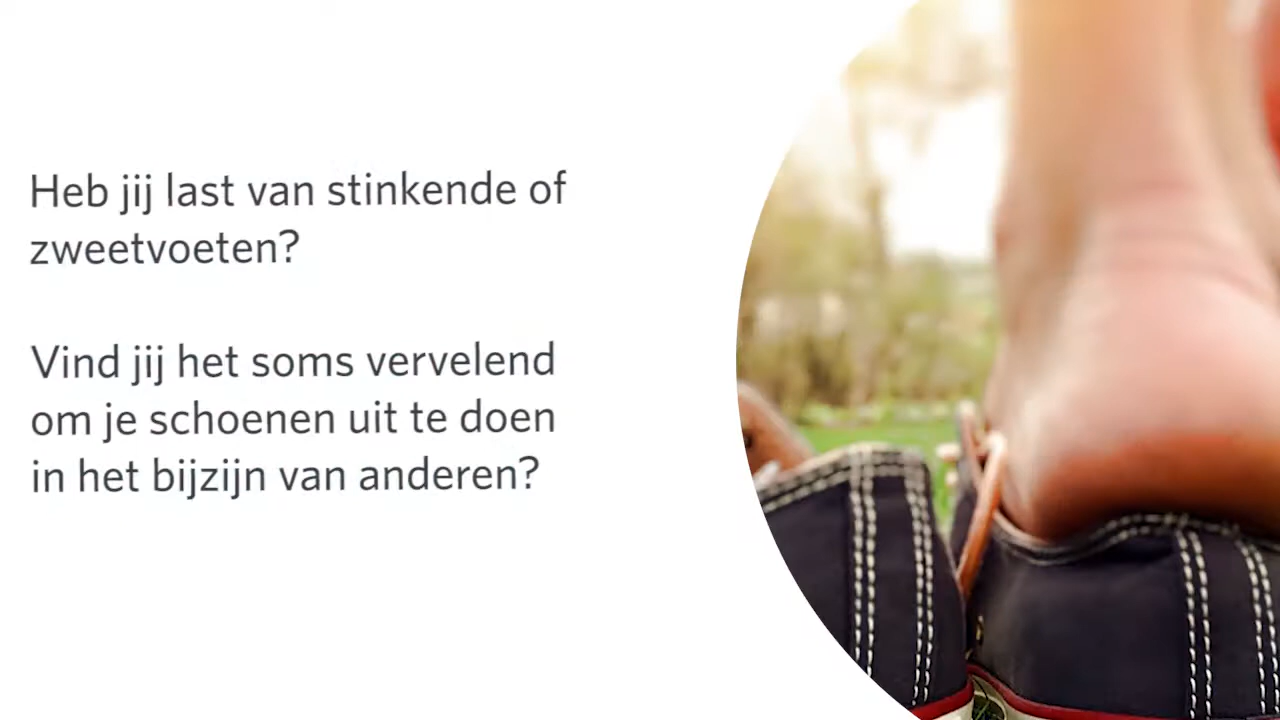 Heb jij last van stinkende of
zweetvoeten?
Vind jij het soms vervelend
om je schoenen uit te doen
in het bijzijn van anderen?